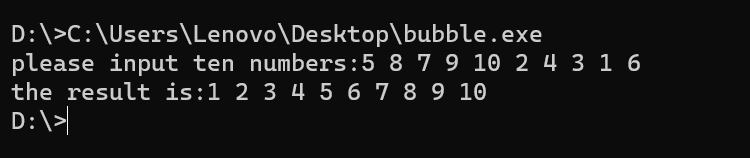 D:\>C:\Users\Lenovo\Desktop\bubble.exe
please input ten numbers:5 8 7 9 10 2 4 3 1 6
the result is:1 2 3 4 5 6 7 8 9 10
D:\>